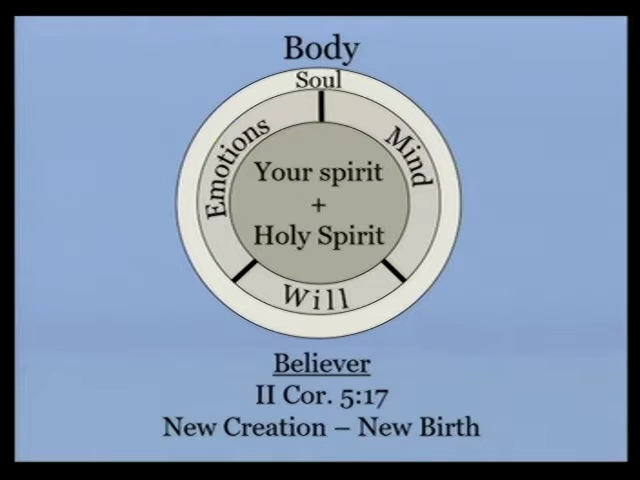 Body
Soul
Emotions
Mind
Your spirit
+
Holy Spirit
Will
Believer
II Cor. 5:17
New Creation – New Birth